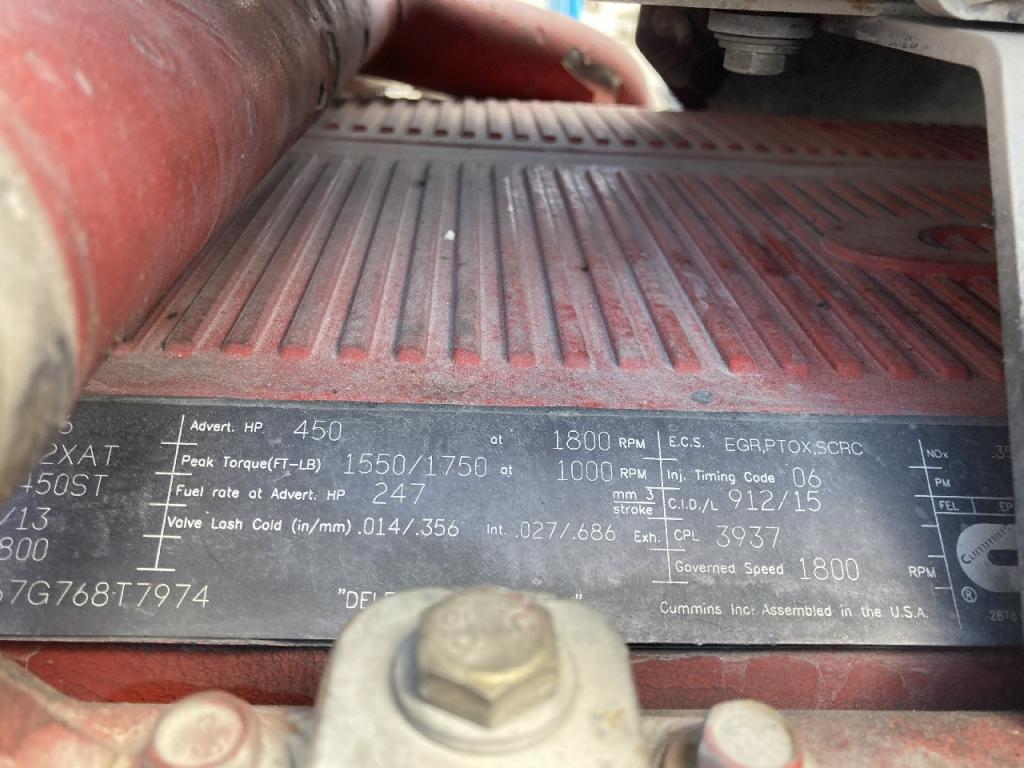 2XAT
450ST
/13
800
67G768T7974
Advert. HP 450 at 1800 RPM
Peak Torque(FT-LB) 1550/1750 at 1000 RPM
Fuel rate at Advert. HP 247 mm 3 stroke
Valve Lash Cold (in/mm) .014/.356 Int. .027/.686 Exh.
E.C.S. EGR,PTOX,SCRC
Inj. Timing Code 06
C.I.D./L 912/15
CPL 3937
Governed Speed 1800 RPM
Cummins Inc. Assembled in the U.S.A.
NOx
PM
FEL
Cummins
®